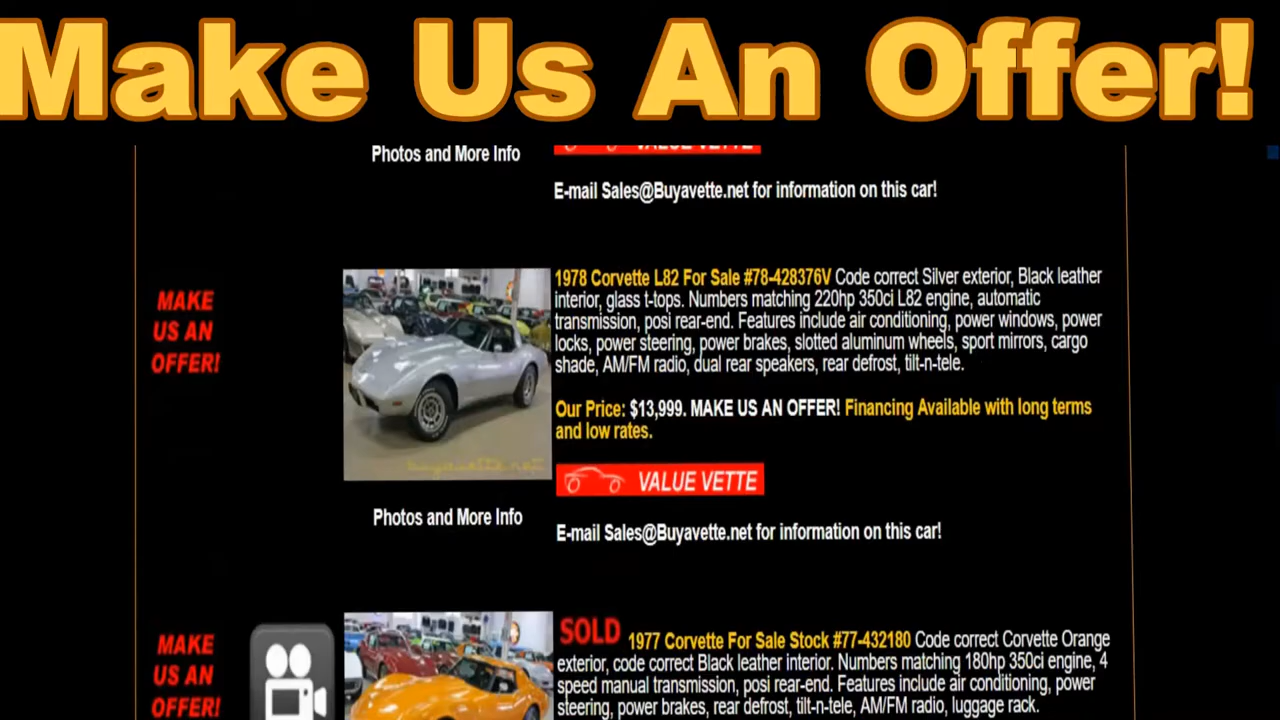 Make Us An Offer!
Photos and More Info
VALUE VETTE
E-mail Sales@Buyavette.net for information on this car!
MAKE
US AN
OFFER!
1978 Corvette L82 For Sale #78-428376V Code correct Silver exterior, Black leather
interior, glass t-tops. Numbers matching 220hp 350ci L82 engine, automatic
transmission, posi rear-end. Features include air conditioning, power windows, power
locks, power steering, power brakes, slotted aluminum wheels, sport mirrors, cargo
shade, AM/FM radio, dual rear speakers, rear defrost, tilt-n-tele.
Our Price: $13,999. MAKE US AN OFFER! Financing Available with long terms
and low rates.
buyavette.net
VALUE VETTE
Photos and More Info
E-mail Sales@Buyavette.net for information on this car!
MAKE
US AN
OFFER!
SOLD 1977 Corvette For Sale Stock #77-432180 Code correct Corvette Orange
exterior, code correct Black leather interior. Numbers matching 180hp 350ci engine, 4
speed manual transmission, posi rear-end. Features include air conditioning, power
steering, power brakes, rear defrost, tilt-n-tele, AM/FM radio, luggage rack.